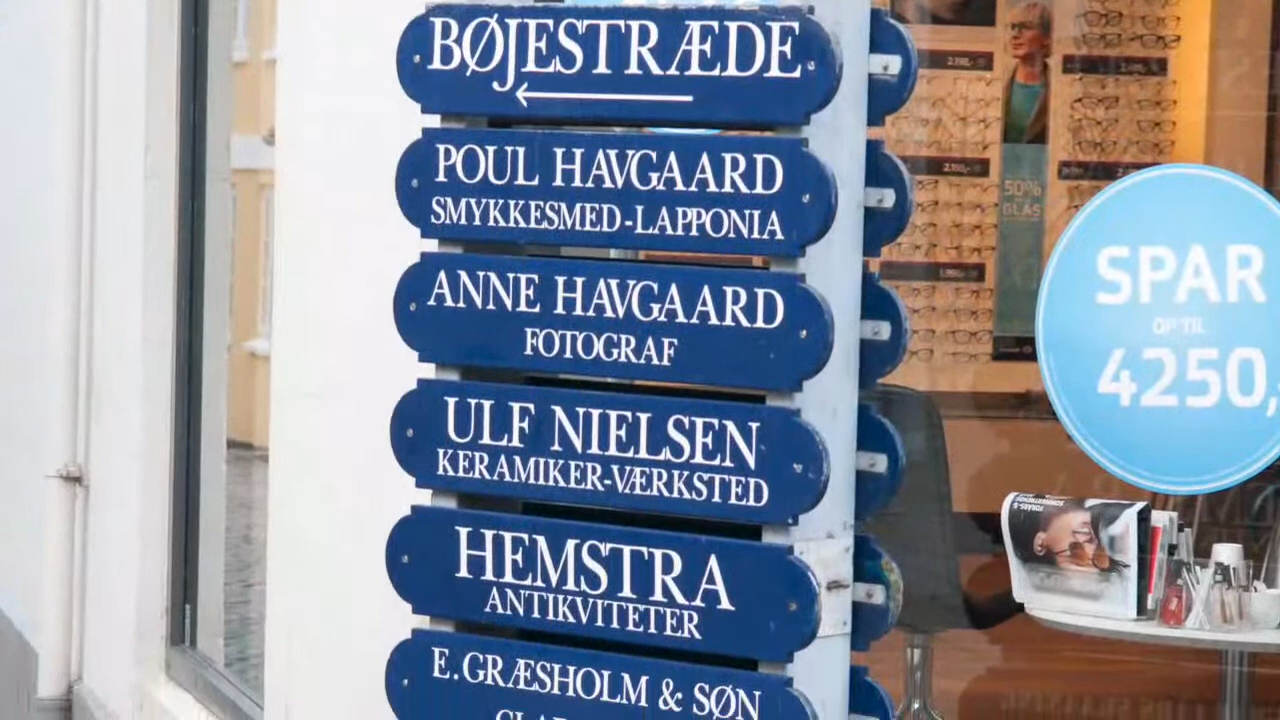 BØJESTRÆDE
POUL HAVGAARD
SMYKKESMED-LAPPONIA
ANNE HAVGAARD
FOTOGRAF
ULF NIELSEN
KERAMIKER-VÆRKSTED
HEMSTRA
ANTIKVITETER
E. GRÆSHOLM & SØN
SPAR
OP TIL
4250,
50%
GLAS